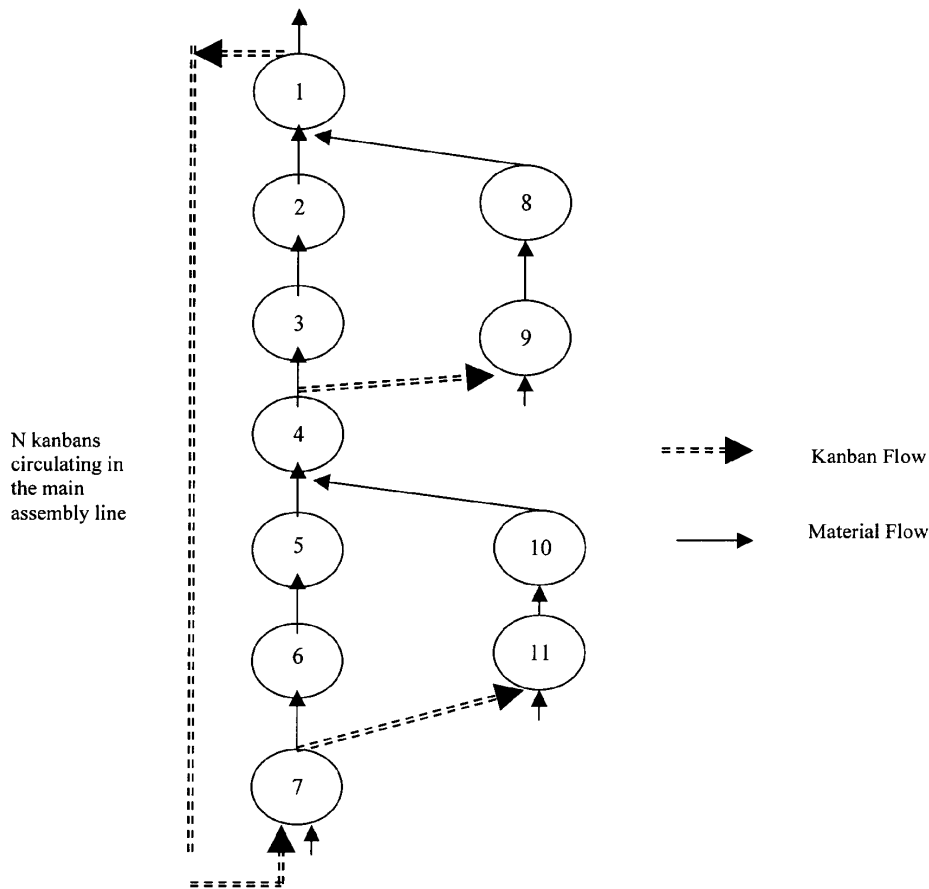 1
2
8
3
9
4
N kanbans
circulating in
the main
assembly line
Kanban Flow
Material Flow
5
10
6
11
7